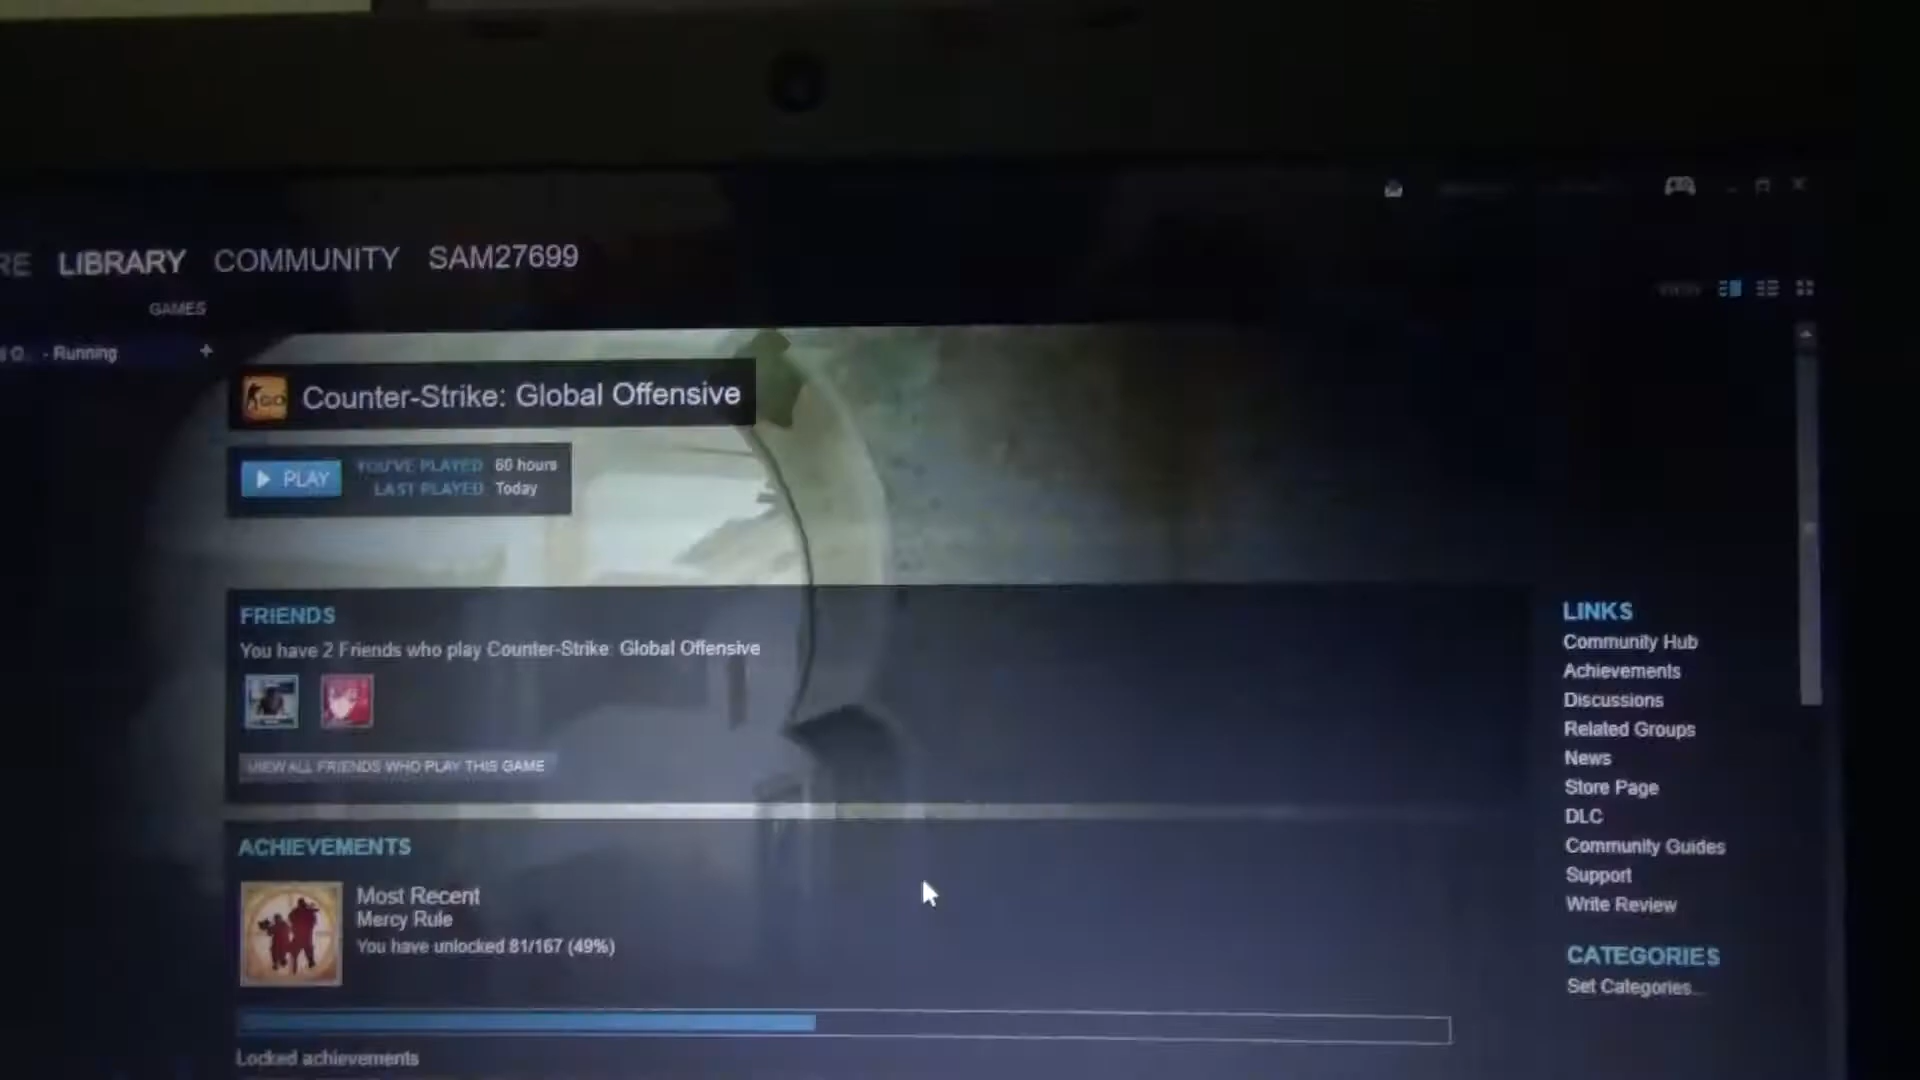 RE LIBRARY COMMUNITY SAM27699
GAMES
- Running +
Counter-Strike: Global Offensive
PLAY
YOU'VE PLAYED 66 hours
LAST PLAYED Today
FRIENDS
You have 2 Friends who play Counter-Strike: Global Offensive
VIEW ALL FRIENDS WHO PLAY THIS GAME
ACHIEVEMENTS
Most Recent
Mercy Rule
You have unlocked 81/167 (49%)
Locked achievements
LINKS
Community Hub
Achievements
Discussions
Related Groups
News
Store Page
DLC
Community Guides
Support
Write Review
CATEGORIES
Set Categories...